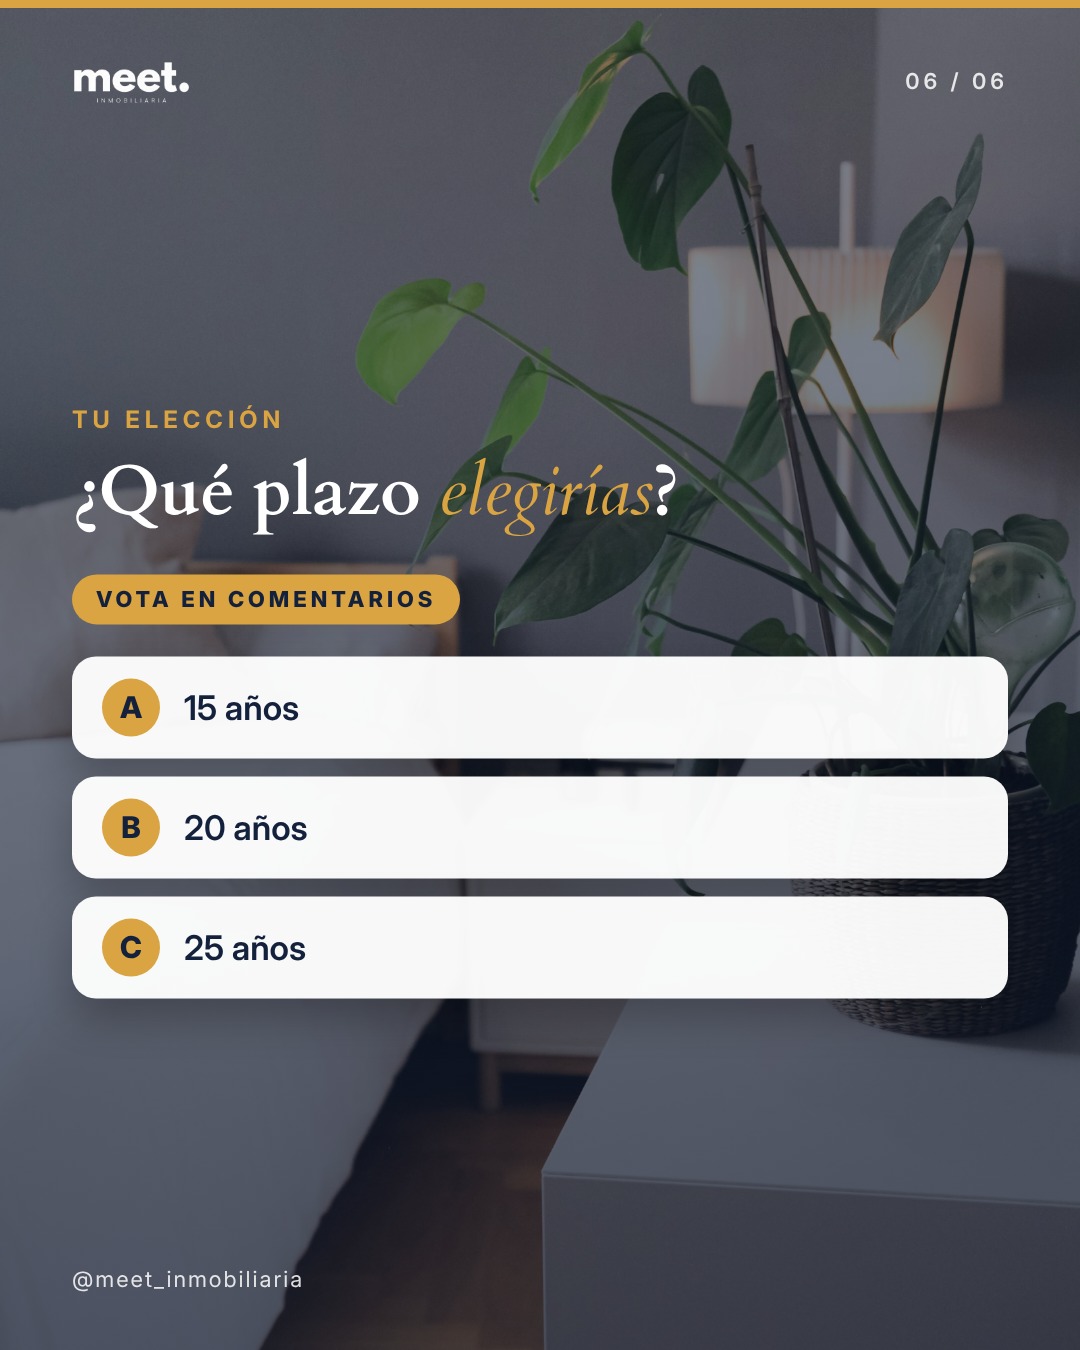 meet.
INMOBILIARIA
06 / 06
TU ELECCIÓN
¿Qué plazo elegirías?
VOTA EN COMENTARIOS
A 15 años
B 20 años
C 25 años
@meet_inmobiliaria